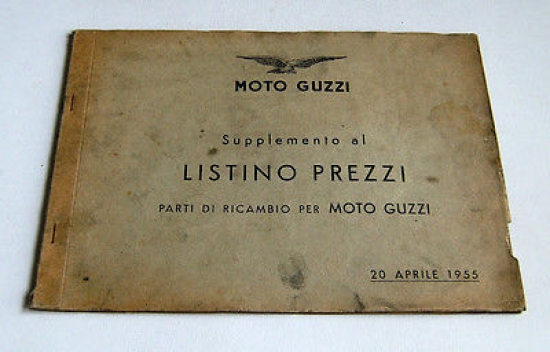 MOTO GUZZI
Supplemento al
LISTINO PREZZI
PARTI DI RICAMBIO PER MOTO GUZZI
20 APRILE 1955